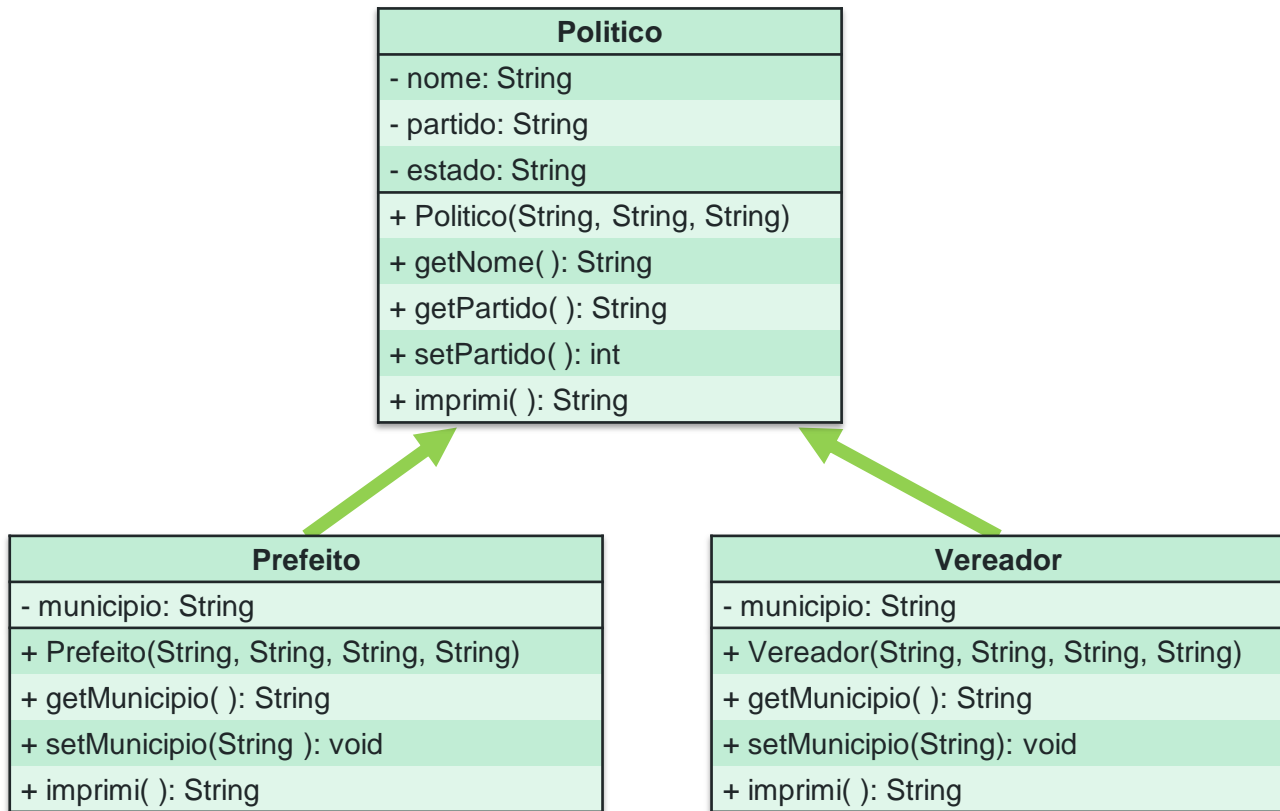 Politico
- nome: String
- partido: String
- estado: String
+ Politico(String, String, String)
+ getNome( ): String
+ getPartido( ): String
+ setPartido( ): int
+ imprimi( ): String
Prefeito
- municipio: String
+ Prefeito(String, String, String, String)
+ getMunicipio( ): String
+ setMunicipio(String ): void
+ imprimi( ): String
Vereador
- municipio: String
+ Vereador(String, String, String, String)
+ getMunicipio( ): String
+ setMunicipio(String): void
+ imprimi( ): String